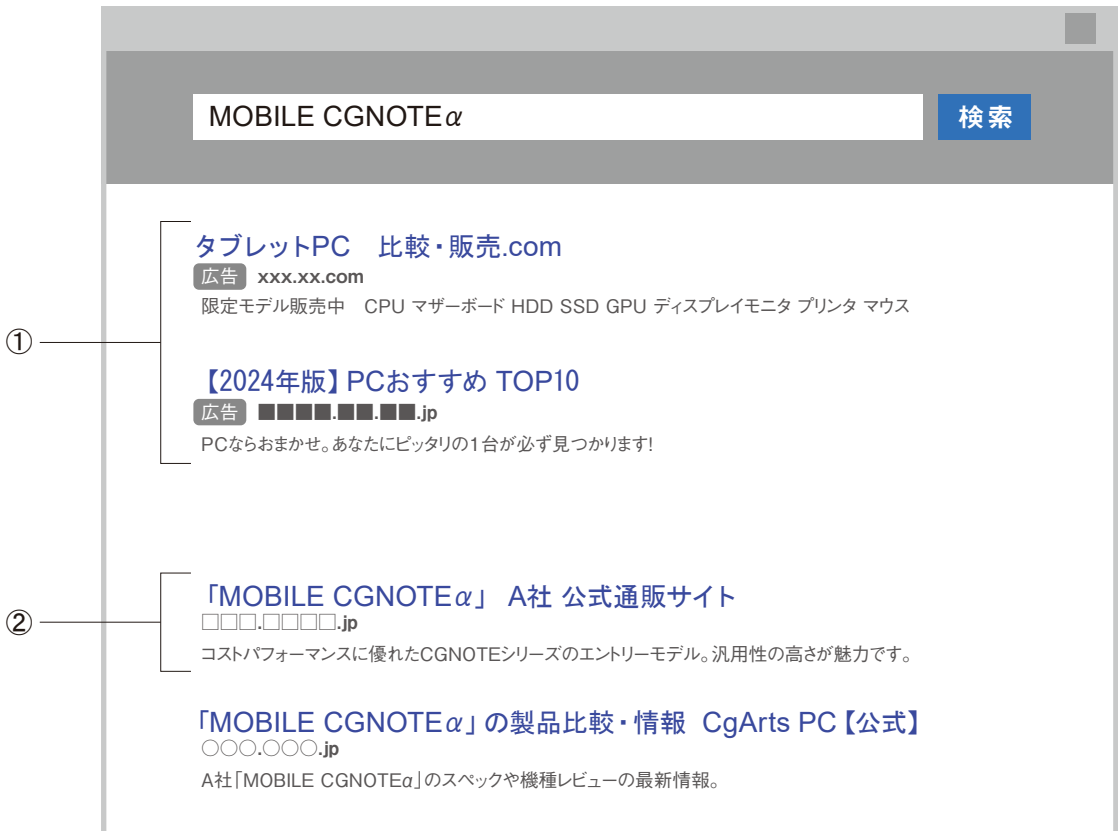 MOBILE CGNOTEα 検索
タブレットPC　比較・販売.com
広告 xxx.xx.com
限定モデル販売中　CPU マザーボード HDD SSD GPU ディスプレイモニタ プリンタ マウス
①
【2024年版】PCおすすめ TOP10
広告 ■■■■.■■.■■.jp
PCならおまかせ。あなたにピッタリの1台が必ず見つかります!
「MOBILE CGNOTEα」 A社 公式通販サイト
②
□□□.□□□□.jp
コストパフォーマンスに優れたCGNOTEシリーズのエントリーモデル。汎用性の高さが魅力です。
「MOBILE CGNOTEα」の製品比較・情報 CgArts PC【公式】
○○○.○○○.jp
A社「MOBILE CGNOTEα」のスペックや機種レビューの最新情報。